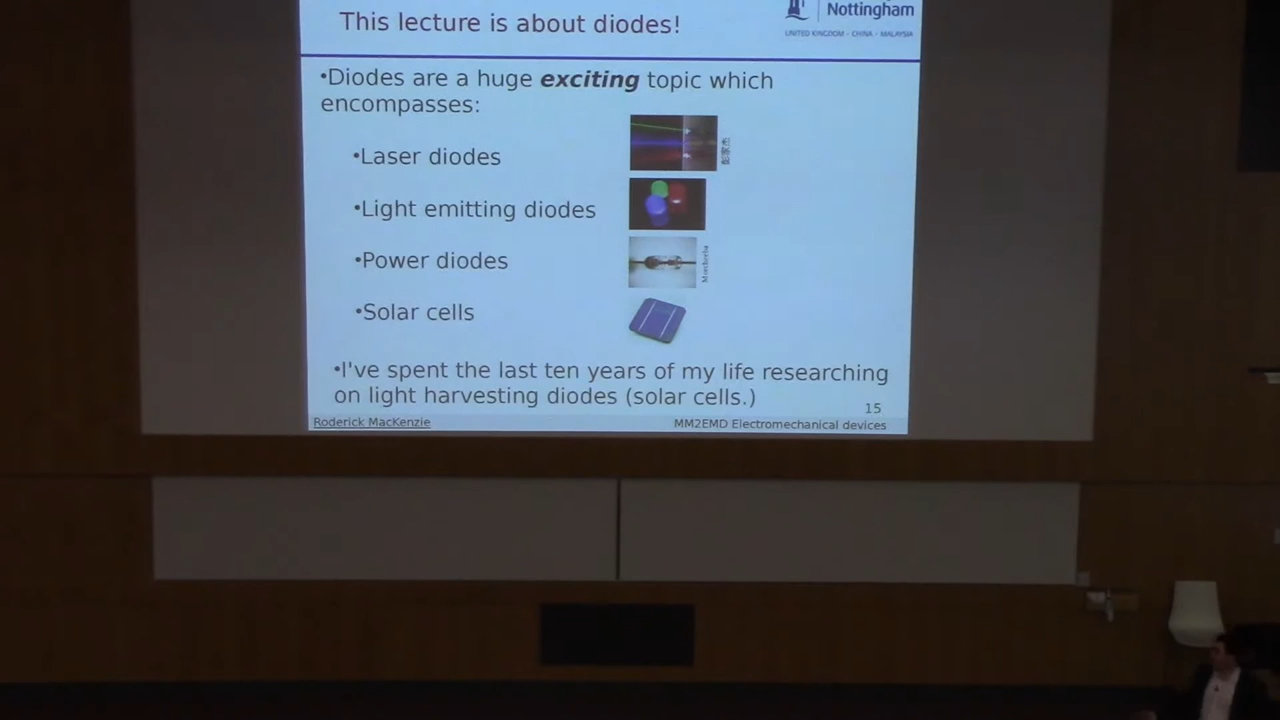 This lecture is about diodes!
Nottingham
UNITED KINGDOM · CHINA · MALAYSIA
•Diodes are a huge exciting topic which
encompasses:
•Laser diodes
•Light emitting diodes
•Power diodes
•Solar cells
•I've spent the last ten years of my life researching
on light harvesting diodes (solar cells.)
15
Roderick MacKenzie
MM2EMD Electromechanical devices